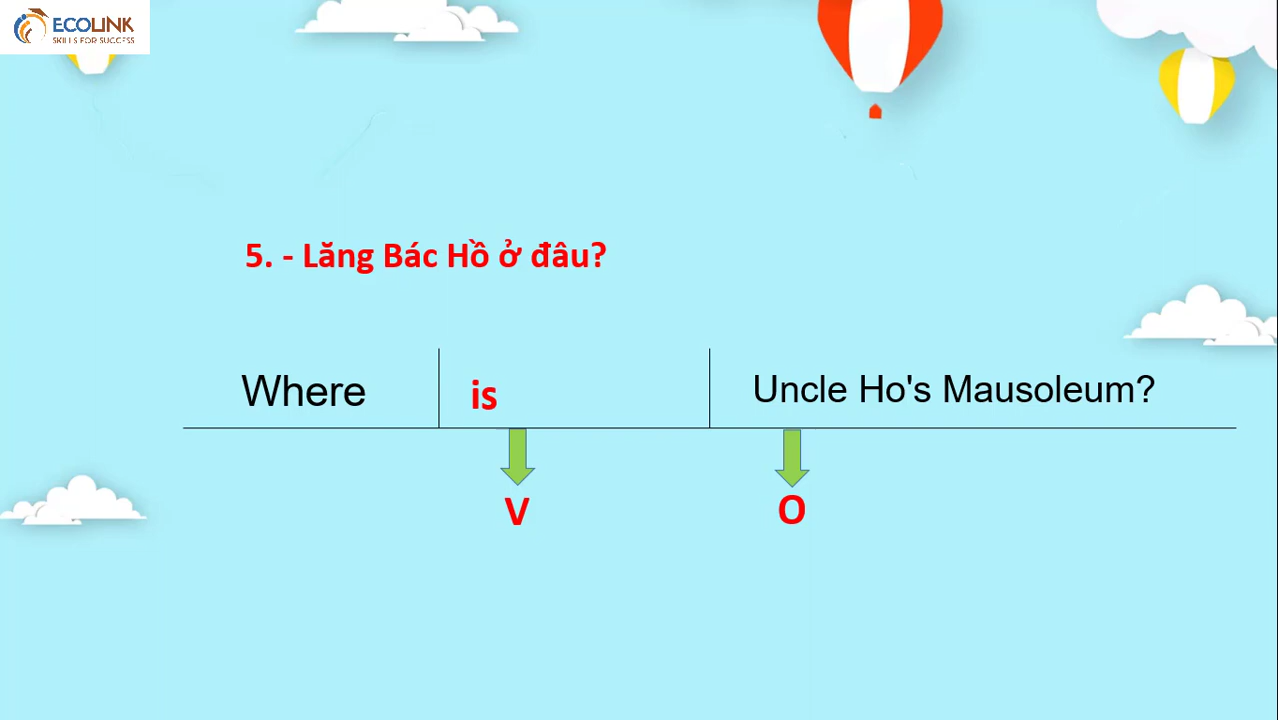 ECOLINK
SKILLS FOR SUCCESS
5. - Lăng Bác Hồ ở đâu?
Where is Uncle Ho's Mausoleum?
V O